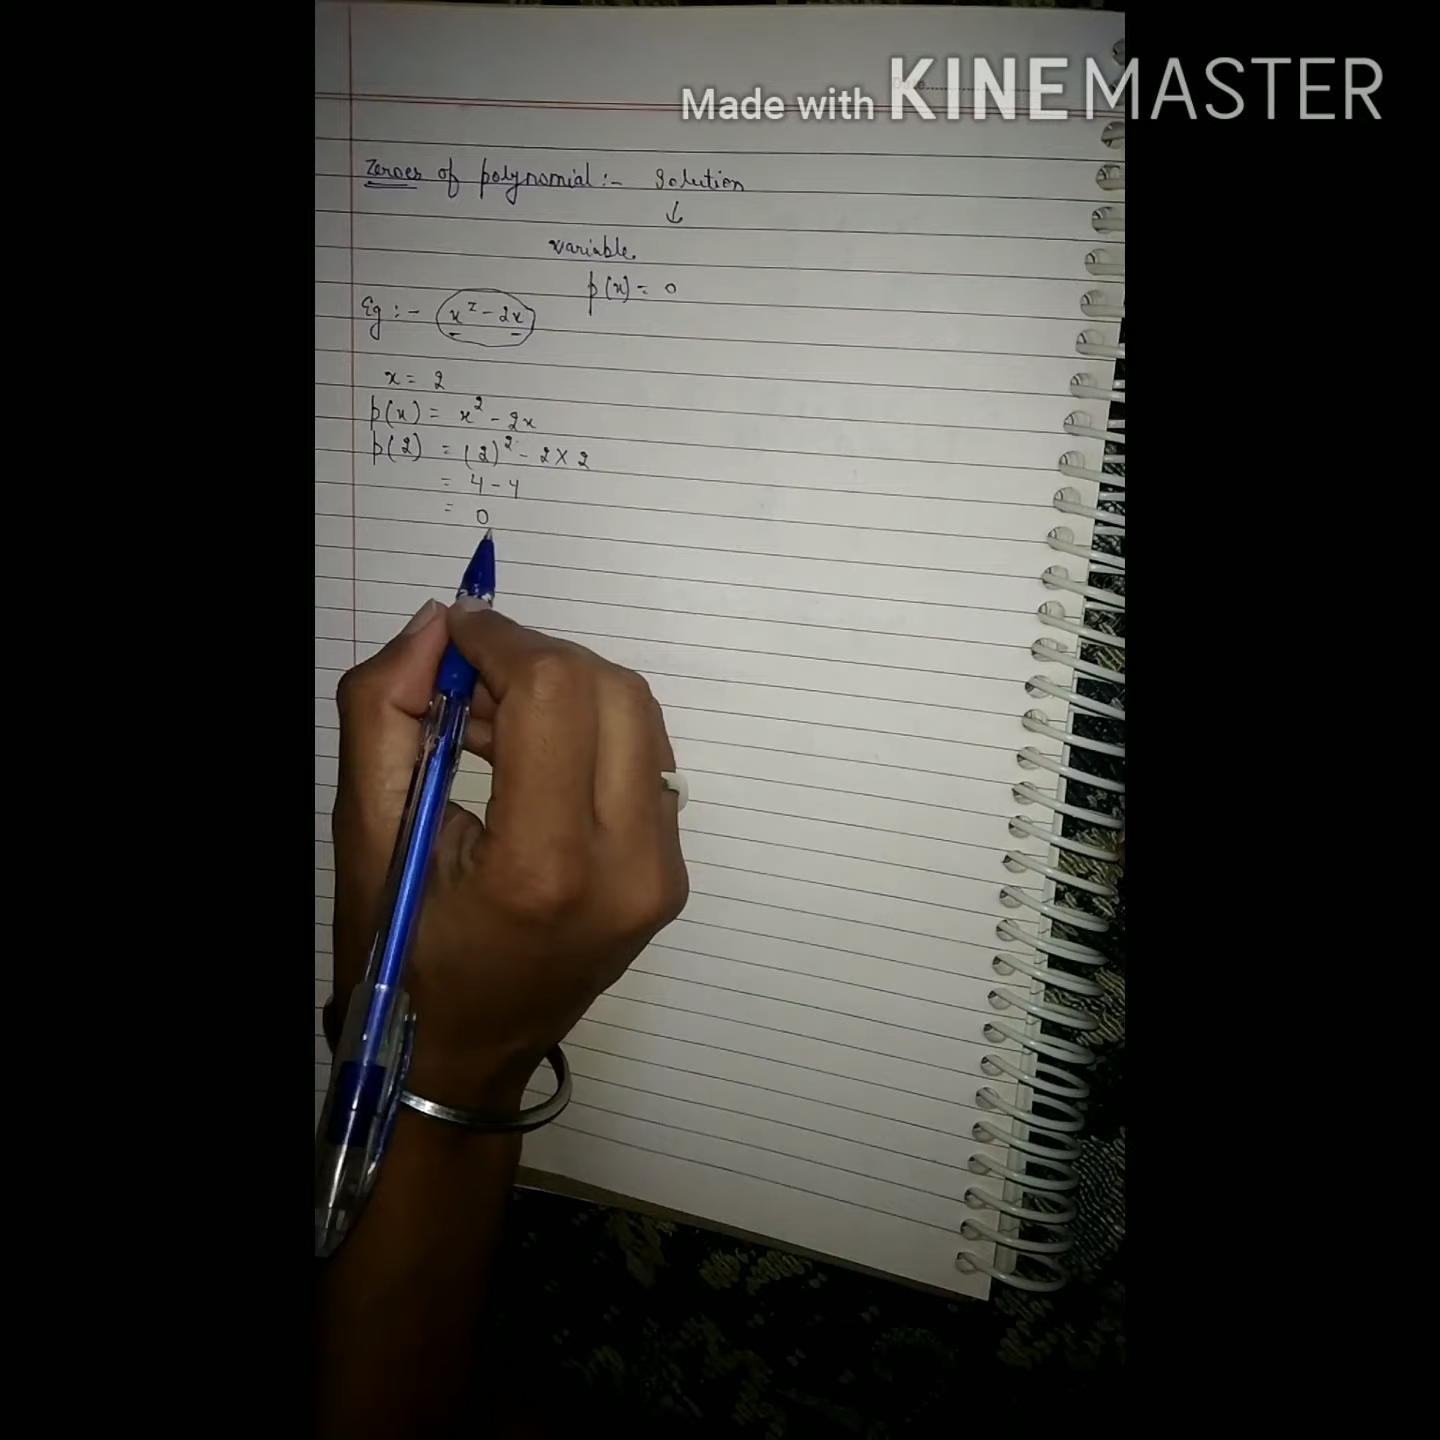 Made with KINEMASTER
Zeroes of polynomial :- Solution
↓
variable
p(x) = 0
Eg :- x² - 2x
x = 2
p(x) = x² - 2x
p(2) = (2)² - 2 × 2
= 4 - 4
= 0